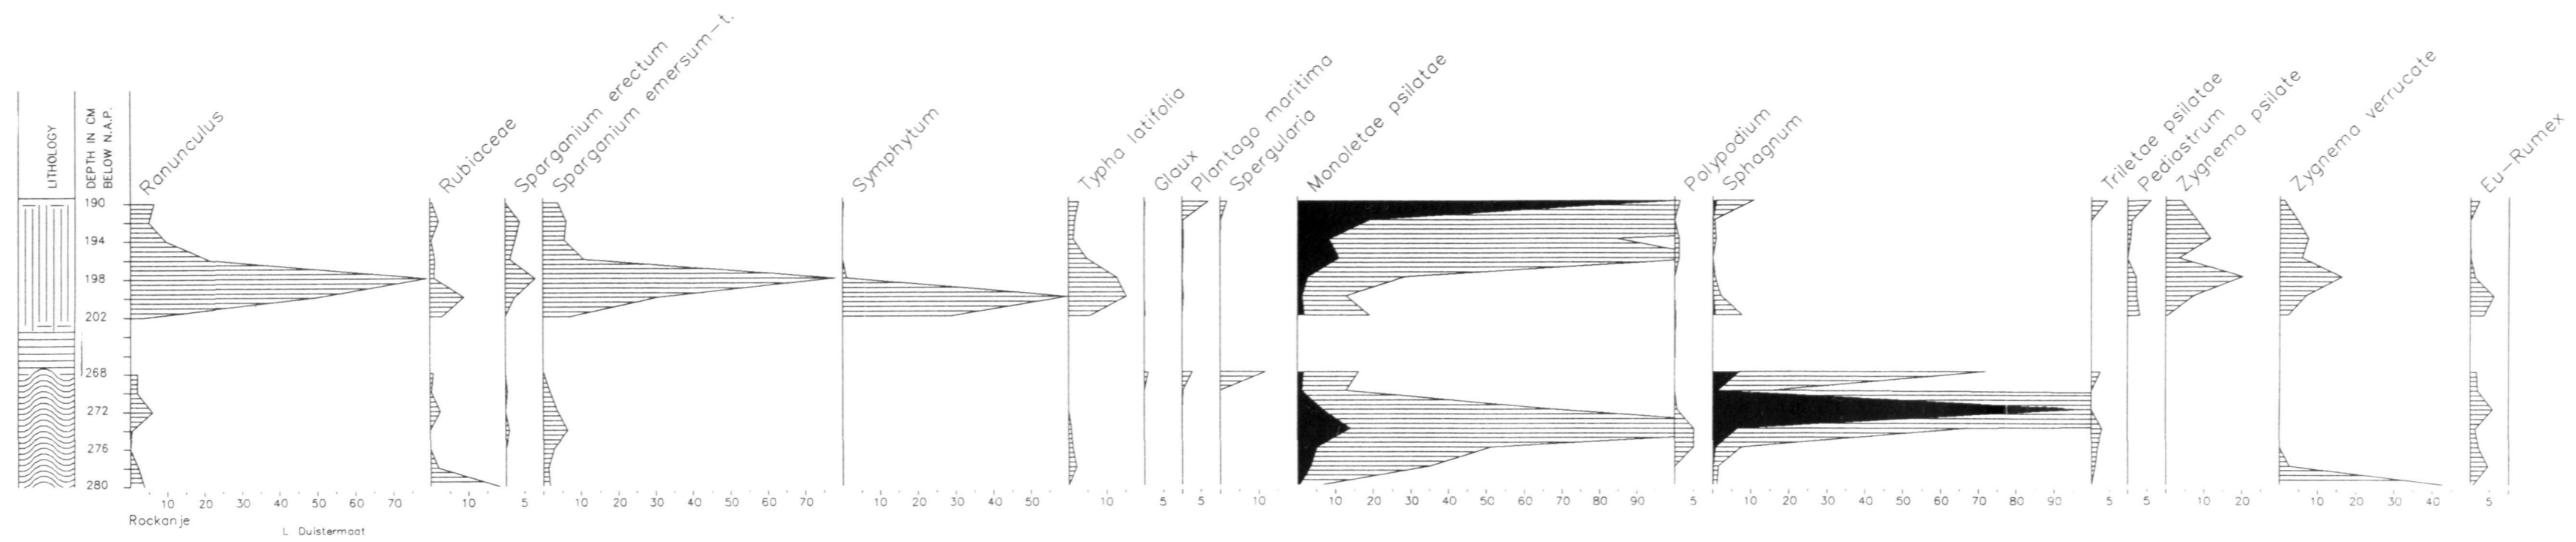 LITHOLOGY
DEPTH IN CM
BELOW N.A.P.
Ranunculus
Rubiaceae
Sparganium erectum
Sparganium emersum-t.
Symphytum
Typha latifolia
Glaux
Plantago maritima
Spergularia
Monoletae psilatae
Polypodium
Sphagnum
Triletae psilatae
Pediastrum
Zygnema psilate
Zygnema verrucate
Eu-Rumex
190
194
198
202
268
272
276
280
10 20 30 40 50 60 70 10 5 10 20 30 40 50 60 70 10 20 30 40 50 10 5 5 10 10 20 30 40 50 60 70 80 90 5 10 20 30 40 50 60 70 80 90 5 5 10 20 10 20 30 40 5
Rockanje
L Duistermaat